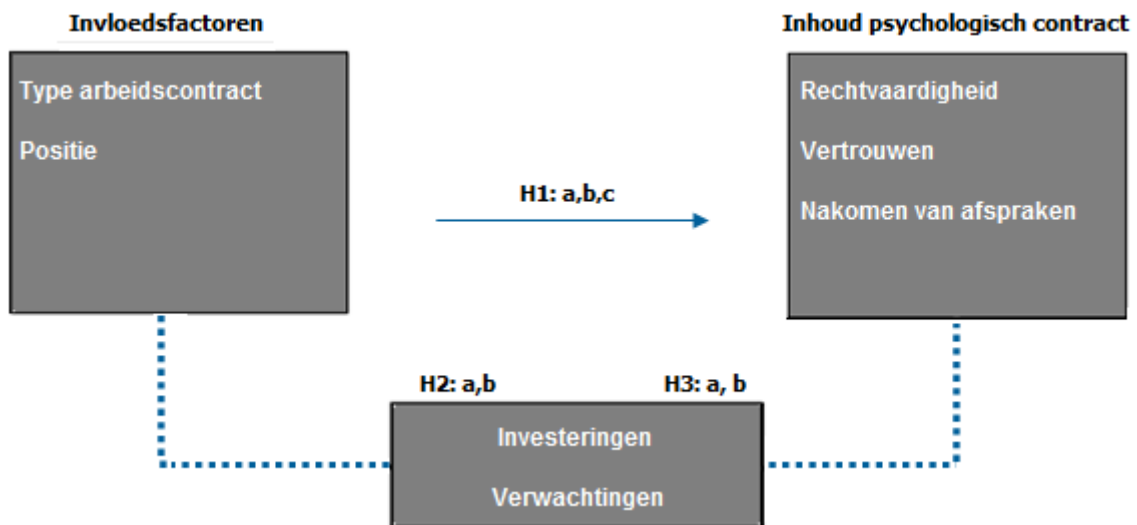 Invloedsfactoren
Type arbeidscontract
Positie
H1: a,b,c
Inhoud psychologisch contract
Rechtvaardigheid
Vertrouwen
Nakomen van afspraken
H2: a,b
H3: a, b
Investeringen
Verwachtingen